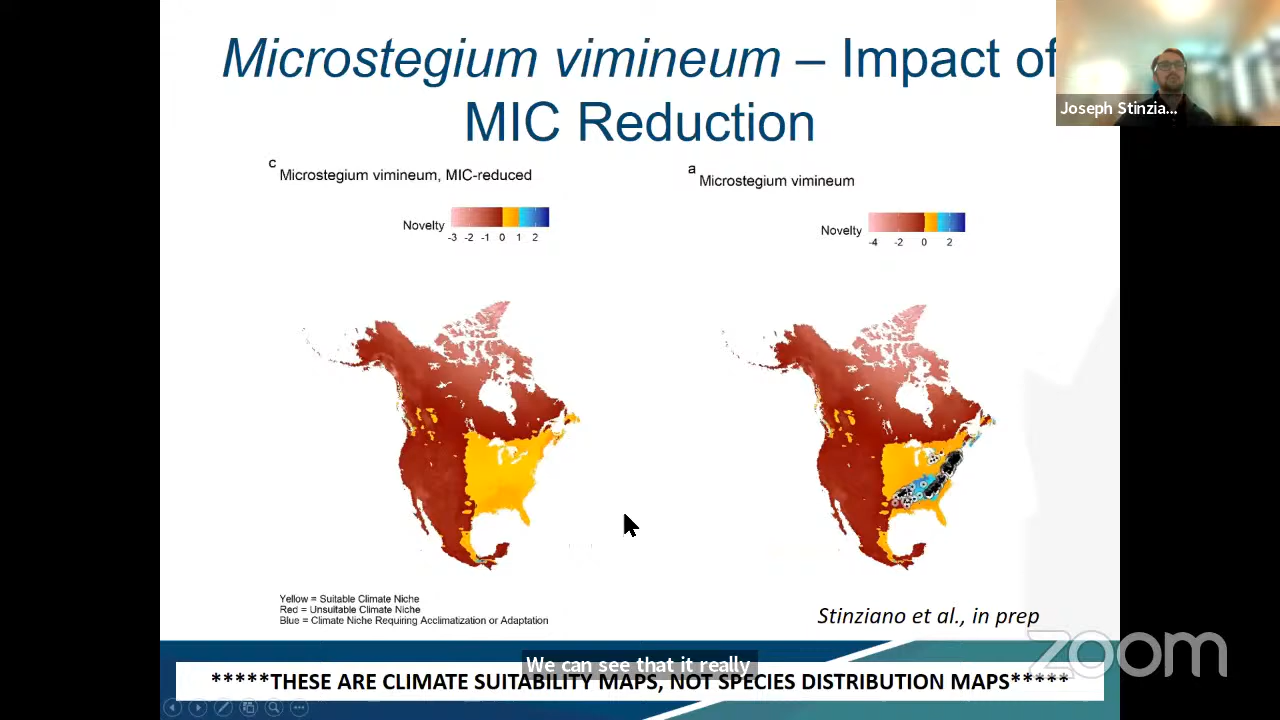 Microstegium vimineum – Impact of
MIC Reduction
Joseph Stinzia...
c
Microstegium vimineum, MIC-reduced
Novelty
-3 -2 -1 0 1 2
a
Microstegium vimineum
Novelty
-4 -2 0 2
Yellow = Suitable Climate Niche
Red = Unsuitable Climate Niche
Blue = Climate Niche Requiring Acclimatization or Adaptation
Stinziano et al., in prep
zoom
We can see that it really
*****THESE ARE CLIMATE SUITABILITY MAPS, NOT SPECIES DISTRIBUTION MAPS*****